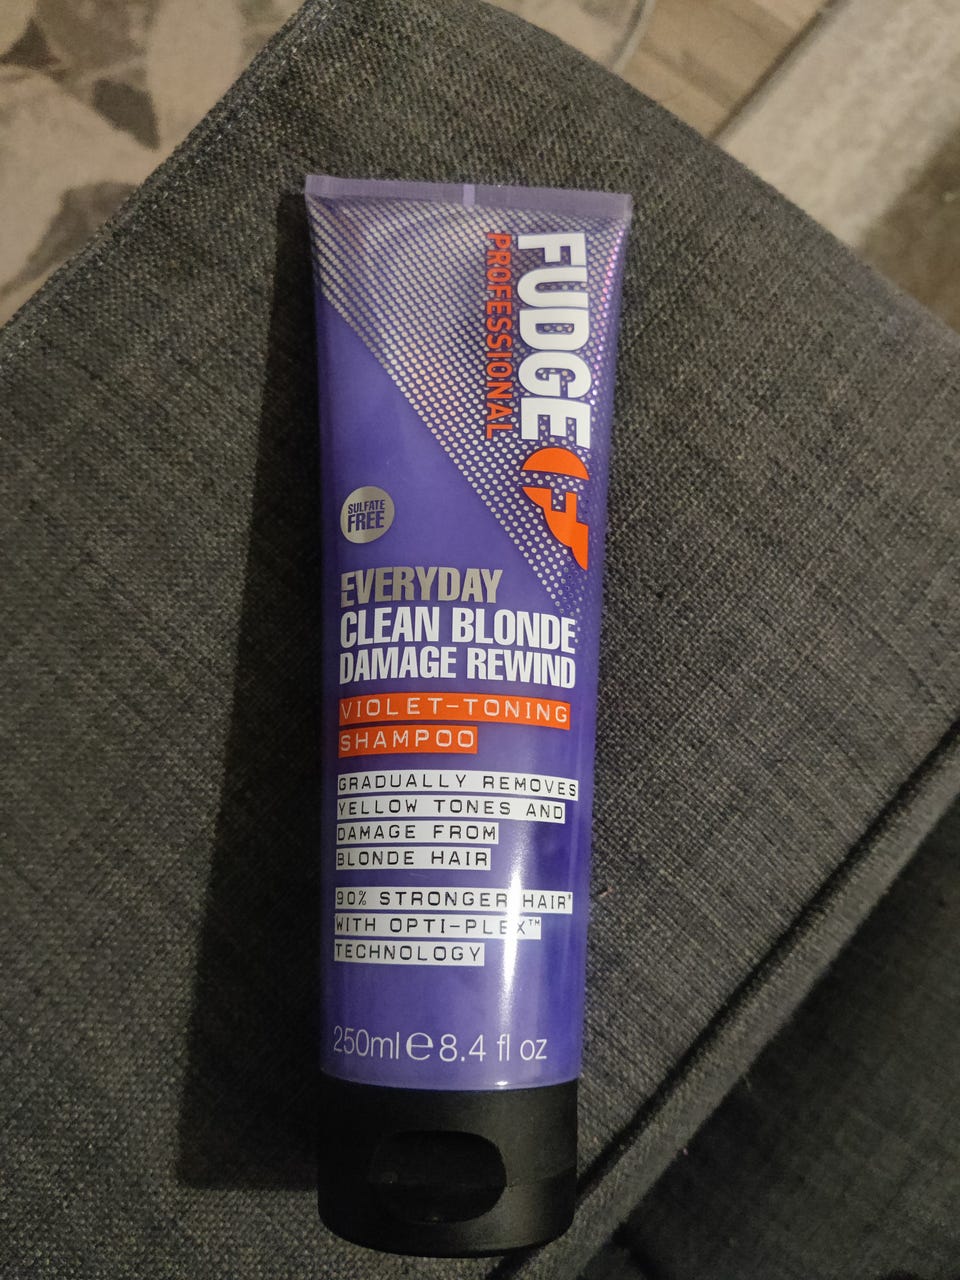 FUDGE
PROFESSIONAL
SULFATE
FREE
EVERYDAY
CLEAN BLONDE
DAMAGE REWIND
VIOLET-TONING
SHAMPOO
GRADUALLY REMOVES
YELLOW TONES AND
DAMAGE FROM
BLONDE HAIR
90% STRONGER HAIR*
WITH OPTI-PLEX™
TECHNOLOGY
250ml e 8.4 fl oz